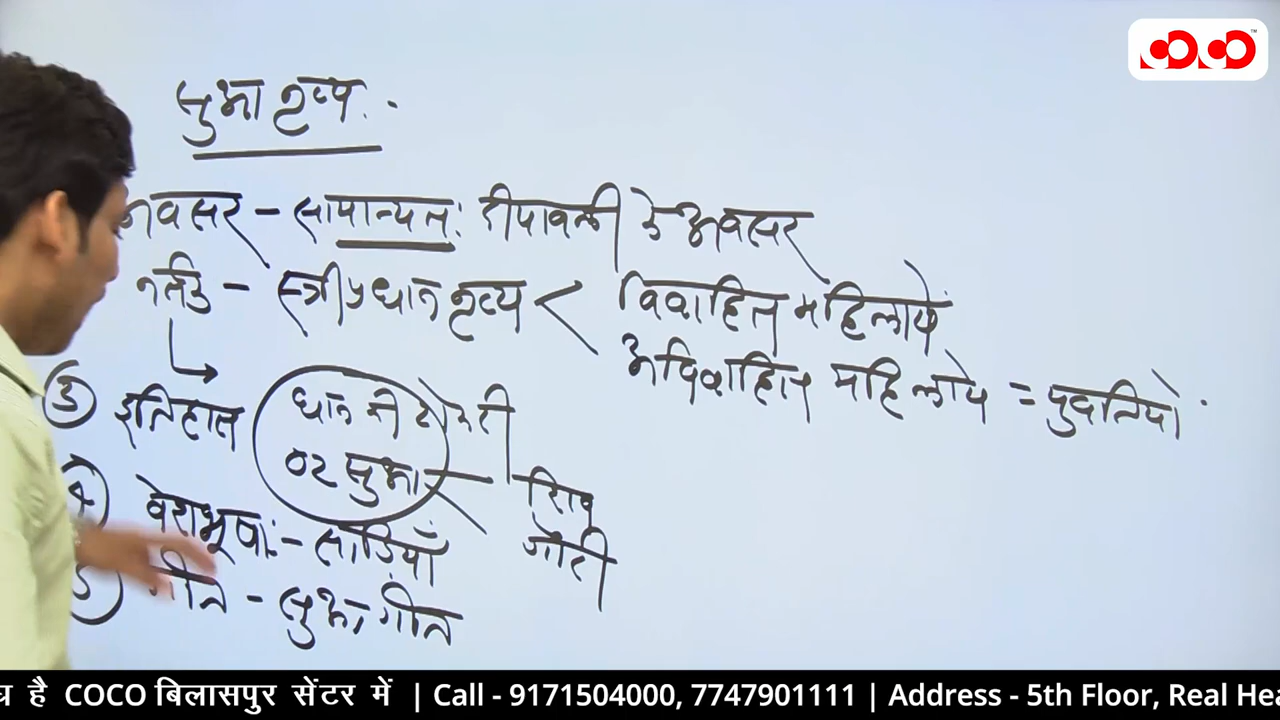 सुआ नृत्य.
अवसर - सामान्यत: दीपावली के अवसर
नर्तक - स्त्रीप्रधान नृत्य < विवाहित महिलायें
अविवाहित महिलायें = युवतियों
③ इतिहास धान की टोकरी
02 सुआ शिव
गौरी
④ वेशभूषा:- साड़ियाँ
⑤ गीत - सुआ गीत
है COCO बिलासपुर सेंटर में | Call - 9171504000, 7747901111 | Address - 5th Floor, Real